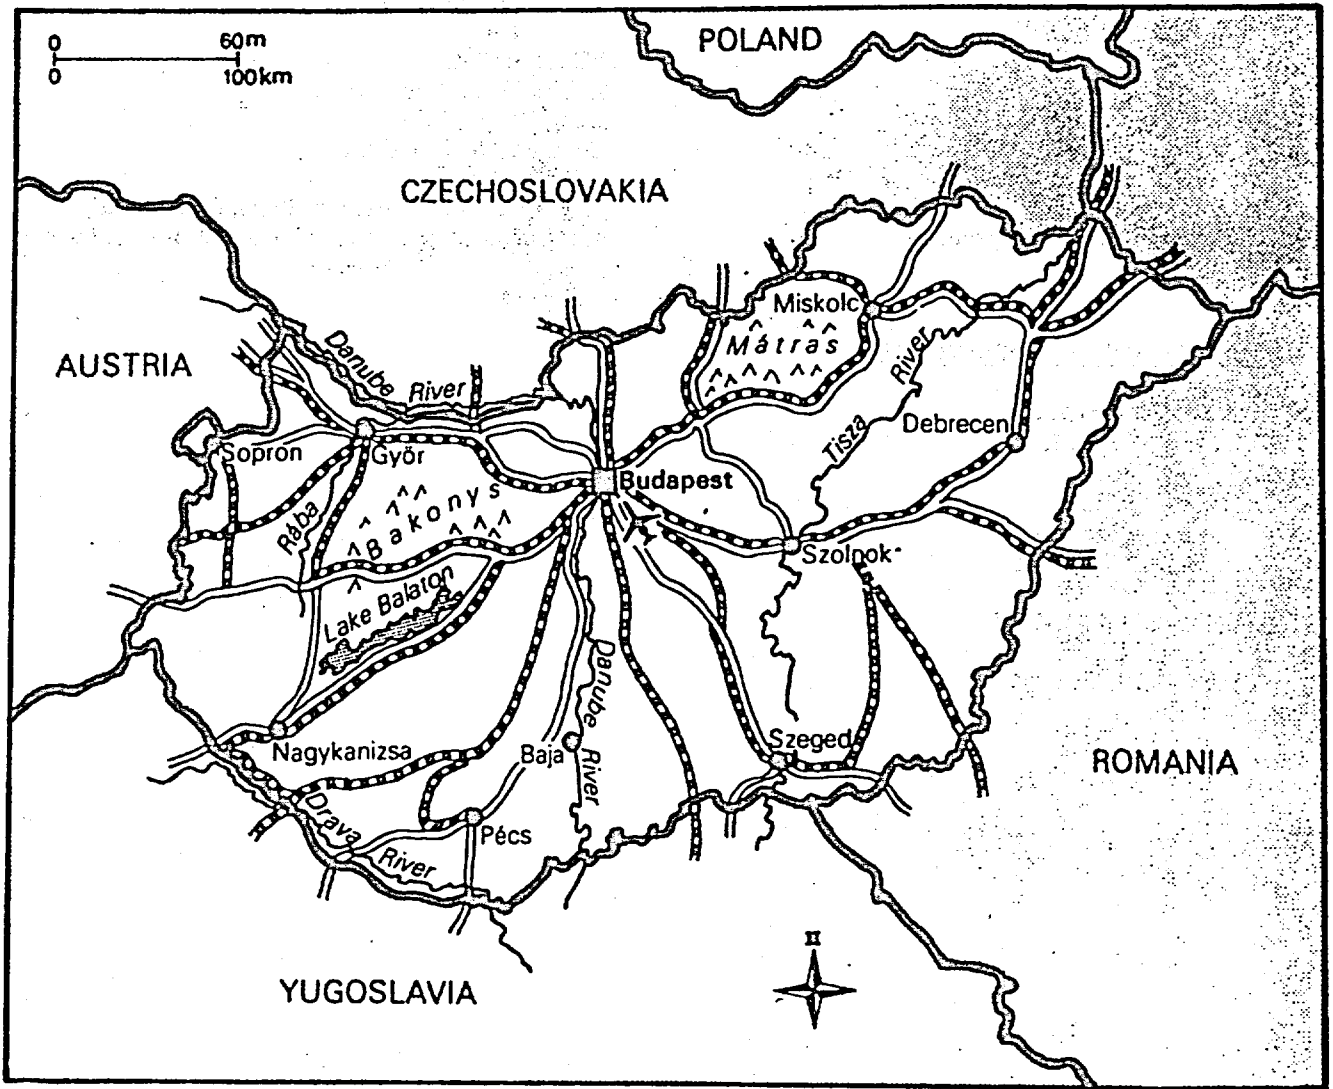 0 60m
0 100km
POLAND
CZECHOSLOVAKIA
AUSTRIA
Danube
River
Miskolc
Mátras
River
Tisza
Debrecen
Sopron
Győr
Budapest
Rába
Bakonys
Szolnok
Lake Balaton
Danube
River
Nagykanizsa
Baja
Szeged
ROMANIA
Drava
River
Pécs
YUGOSLAVIA